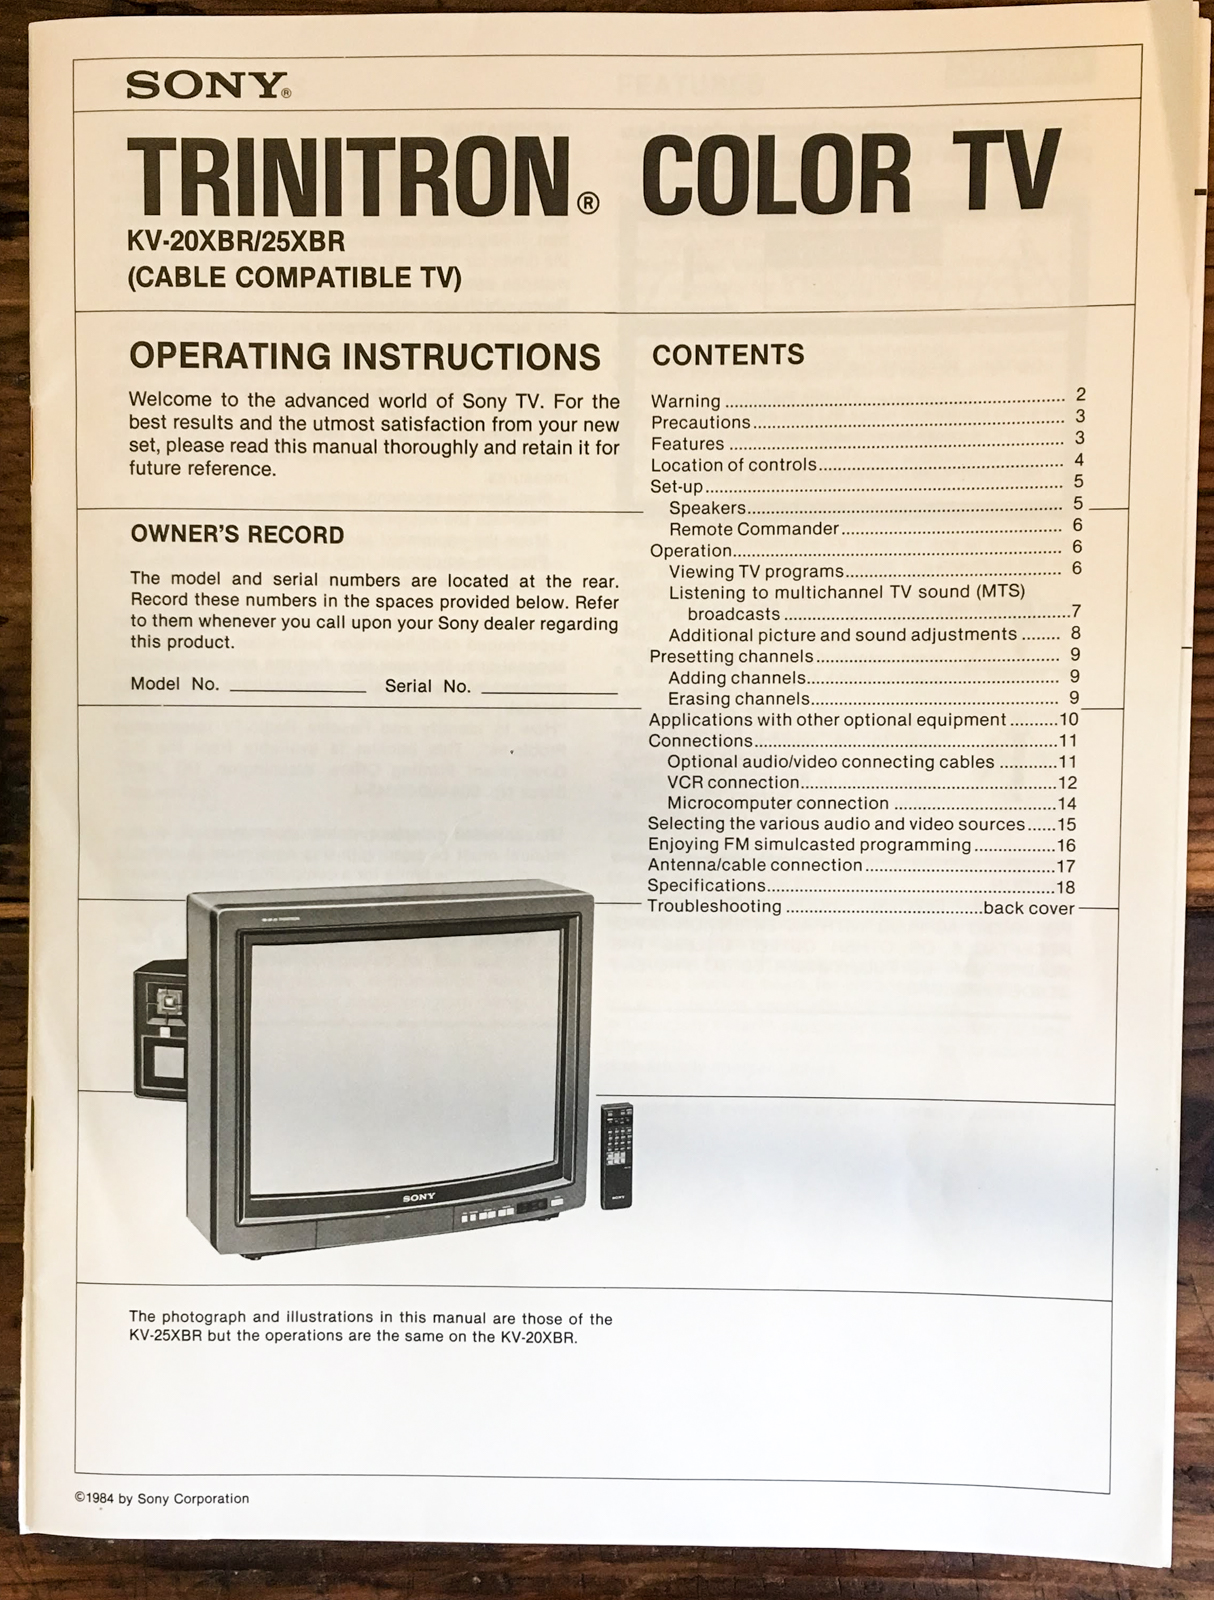 SONY®
TRINITRON® COLOR TV
KV-20XBR/25XBR
(CABLE COMPATIBLE TV)
OPERATING INSTRUCTIONS
Welcome to the advanced world of Sony TV. For the
best results and the utmost satisfaction from your new
set, please read this manual thoroughly and retain it for
future reference.
OWNER'S RECORD
The model and serial numbers are located at the rear.
Record these numbers in the spaces provided below. Refer
to them whenever you call upon your Sony dealer regarding
this product.
Model No. ____________ Serial No. ____________
CONTENTS
Warning ........................................ 2
Precautions ........................................ 3
Features ........................................ 3
Location of controls ........................................ 4
Set-up ........................................ 5
Speakers ........................................ 5
Remote Commander ........................................ 6
Operation ........................................ 6
Viewing TV programs ........................................ 6
Listening to multichannel TV sound (MTS)
broadcasts ........................................ 7
Additional picture and sound adjustments ........ 8
Presetting channels ........................................ 9
Adding channels ........................................ 9
Erasing channels ........................................ 9
Applications with other optional equipment ......... 10
Connections ........................................ 11
Optional audio/video connecting cables ........... 11
VCR connection ........................................ 12
Microcomputer connection .............................. 14
Selecting the various audio and video sources ...... 15
Enjoying FM simulcasted programming ................ 16
Antenna/cable connection ................................... 17
Specifications ........................................ 18
Troubleshooting ........................................ back cover
SONY
SONY
The photograph and illustrations in this manual are those of the
KV-25XBR but the operations are the same on the KV-20XBR.
©1984 by Sony Corporation